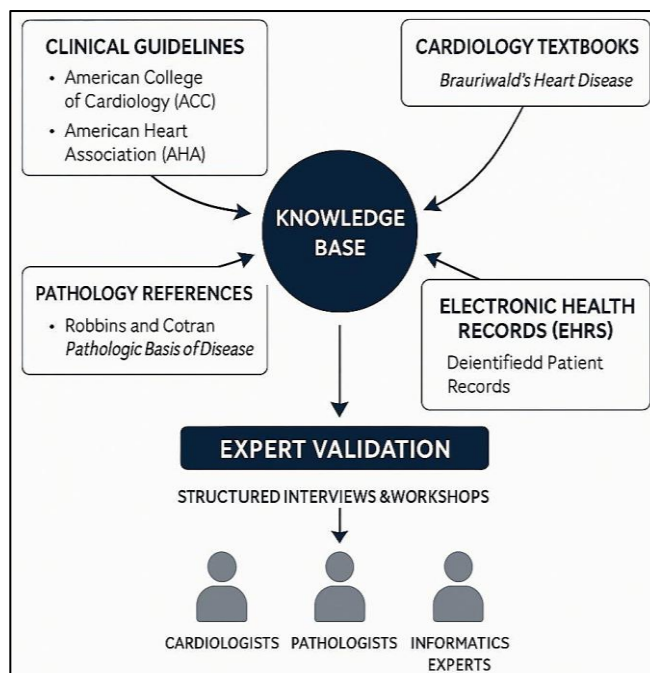 CLINICAL GUIDELINES
• American College
of Cardiology (ACC)
• American Heart
Association (AHA)
CARDIOLOGY TEXTBOOKS
Brauriwald's Heart Disease
KNOWLEDGE
BASE
PATHOLOGY REFERENCES
• Robbins and Cotran
Pathologic Basis of Disease
ELECTRONIC HEALTH
RECORDS (EHRS)
Deientifiedd Patient
Records
EXPERT VALIDATION
STRUCTURED INTERVIEWS &WORKSHOPS
CARDIOLOGISTS
PATHOLOGISTS
INFORMATICS
EXPERTS